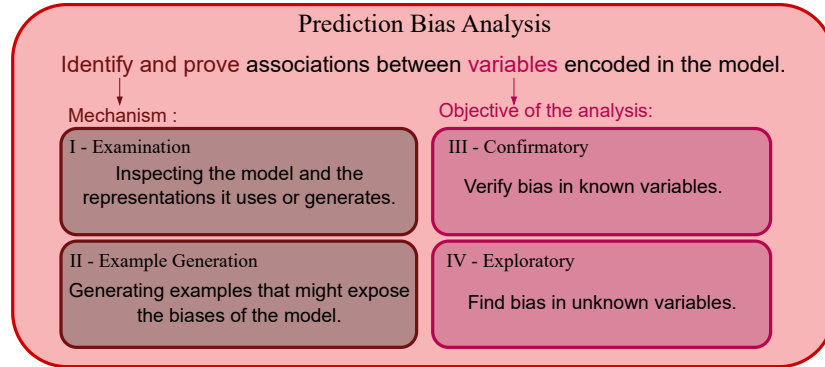 Prediction Bias Analysis
Identify and prove associations between variables encoded in the model.
Mechanism :
I - Examination
Inspecting the model and the
representations it uses or generates.
II - Example Generation
Generating examples that might expose
the biases of the model.
Objective of the analysis:
III - Confirmatory
Verify bias in known variables.
IV - Exploratory
Find bias in unknown variables.